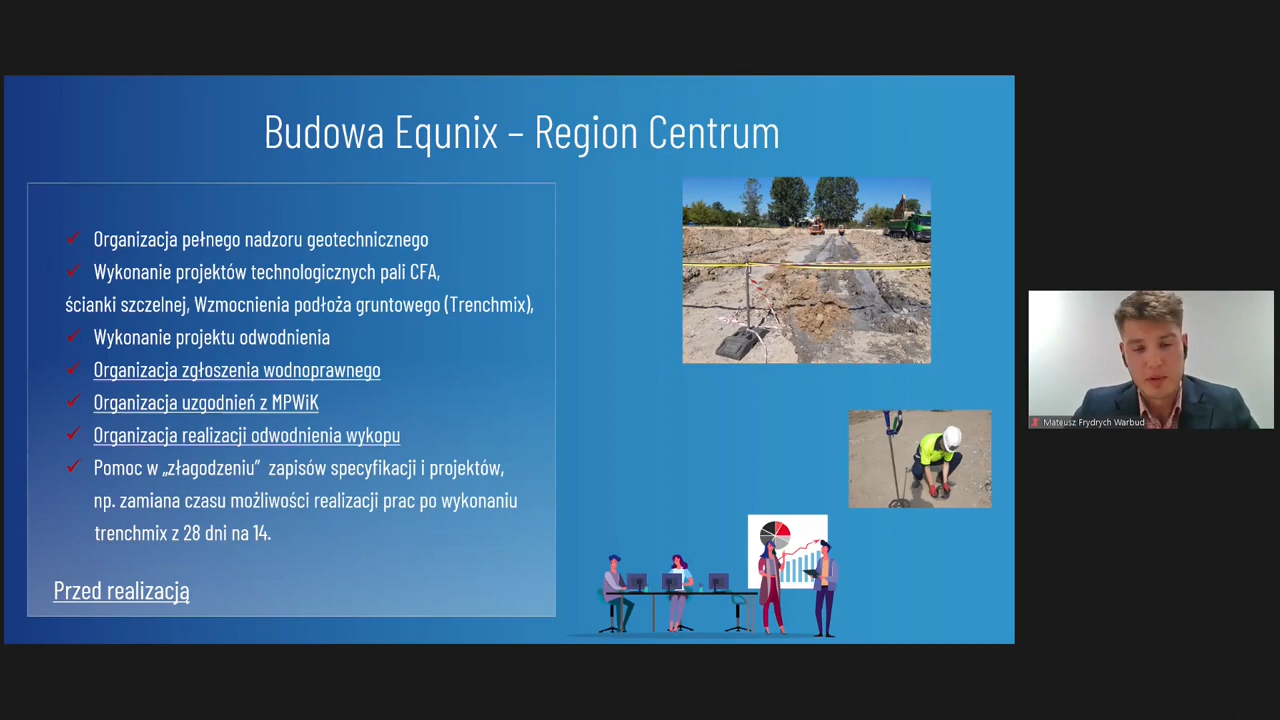 Budowa Equnix – Region Centrum
Organizacja pełnego nadzoru geotechnicznego
Wykonanie projektów technologicznych pali CFA,
ścianki szczelnej, Wzmocnienia podłoża gruntowego (Trenchmix),
Wykonanie projektu odwodnienia
Organizacja zgłoszenia wodnoprawnego
Organizacja uzgodnień z MPWiK
Organizacja realizacji odwodnienia wykopu
Pomoc w „złagodzeniu” zapisów specyfikacji i projektów,
np. zamiana czasu możliwości realizacji prac po wykonaniu
trenchmix z 28 dni na 14.
Przed realizacją
Mateusz Frydrych Warbud